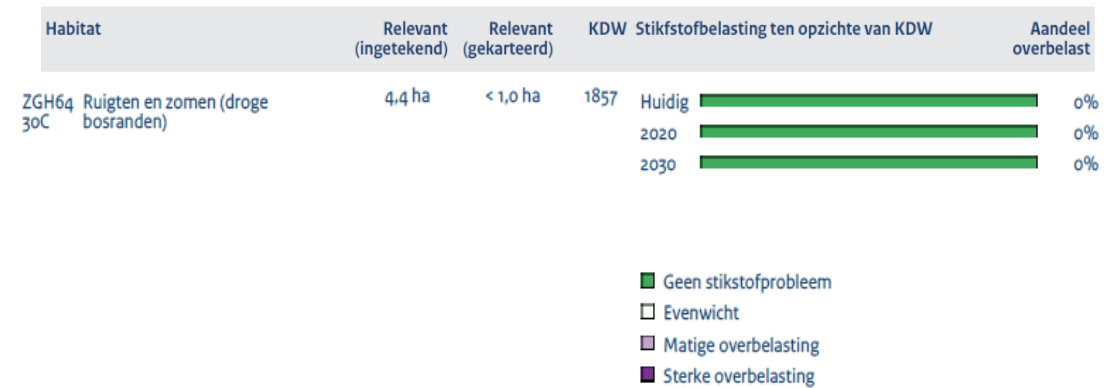 Habitat Relevant Relevant KDW Stikfstofbelasting ten opzichte van KDW Aandeel
(ingetekend) (gekarteerd) overbelast
ZGH64 Ruigten en zomen (droge 4,4 ha < 1,0 ha 1857 Huidig 0%
30C bosranden)
2020 0%
2030 0%
Geen stikstofprobleem
Evenwicht
Matige overbelasting
Sterke overbelasting